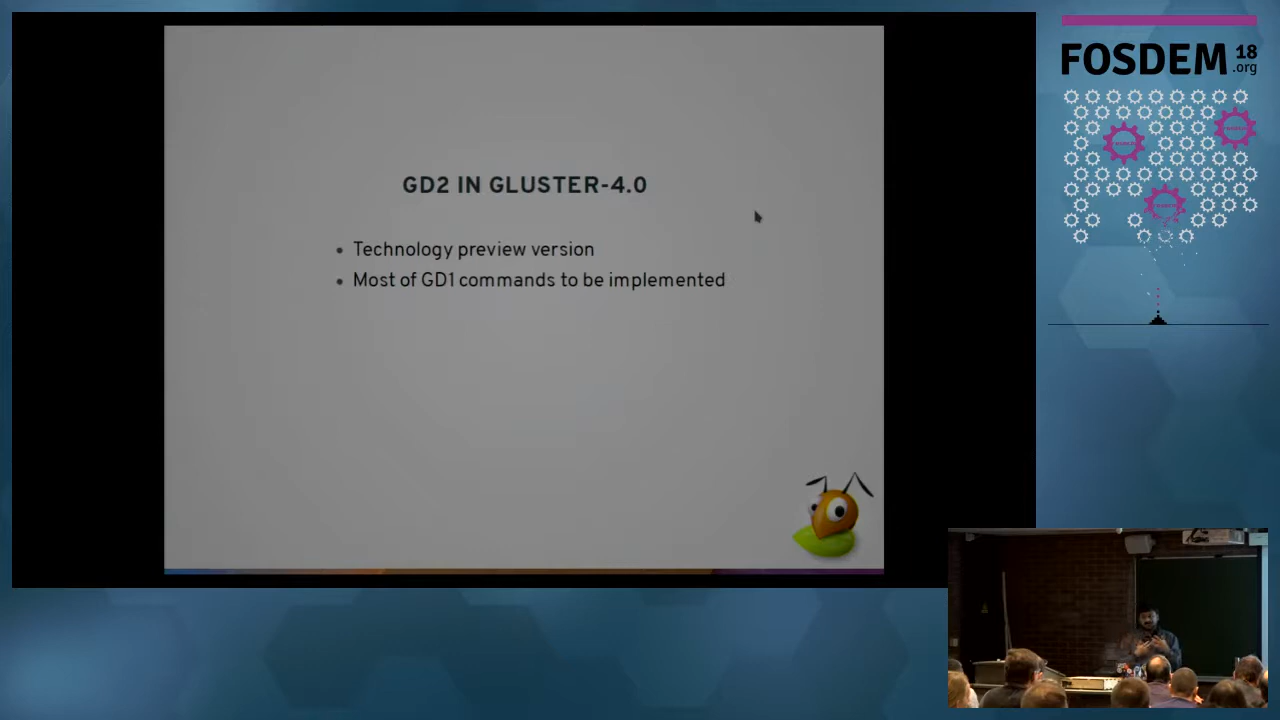 GD2 IN GLUSTER-4.0
Technology preview version
Most of GD1 commands to be implemented
FOSDEM 18
.org